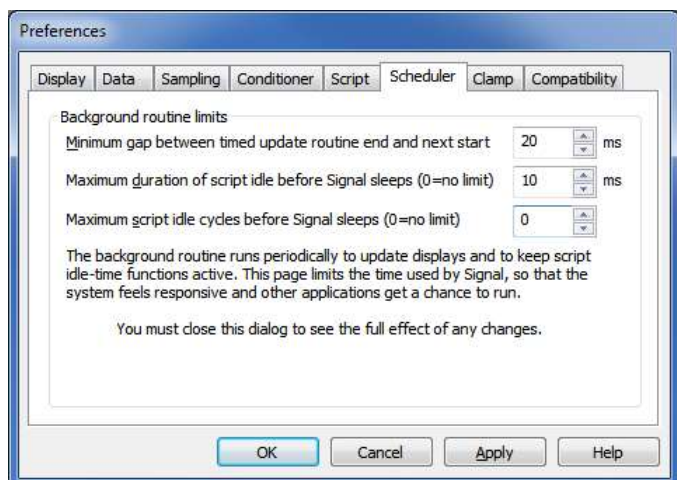 Preferences
Display Data Sampling Conditioner Script Scheduler Clamp Compatibility
Background routine limits
Minimum gap between timed update routine end and next start 20 ms
Maximum duration of script idle before Signal sleeps (0=no limit) 10 ms
Maximum script idle cycles before Signal sleeps (0=no limit) 0
The background routine runs periodically to update displays and to keep script
idle-time functions active. This page limits the time used by Signal, so that the
system feels responsive and other applications get a chance to run.
You must close this dialog to see the full effect of any changes.
OK Cancel Apply Help